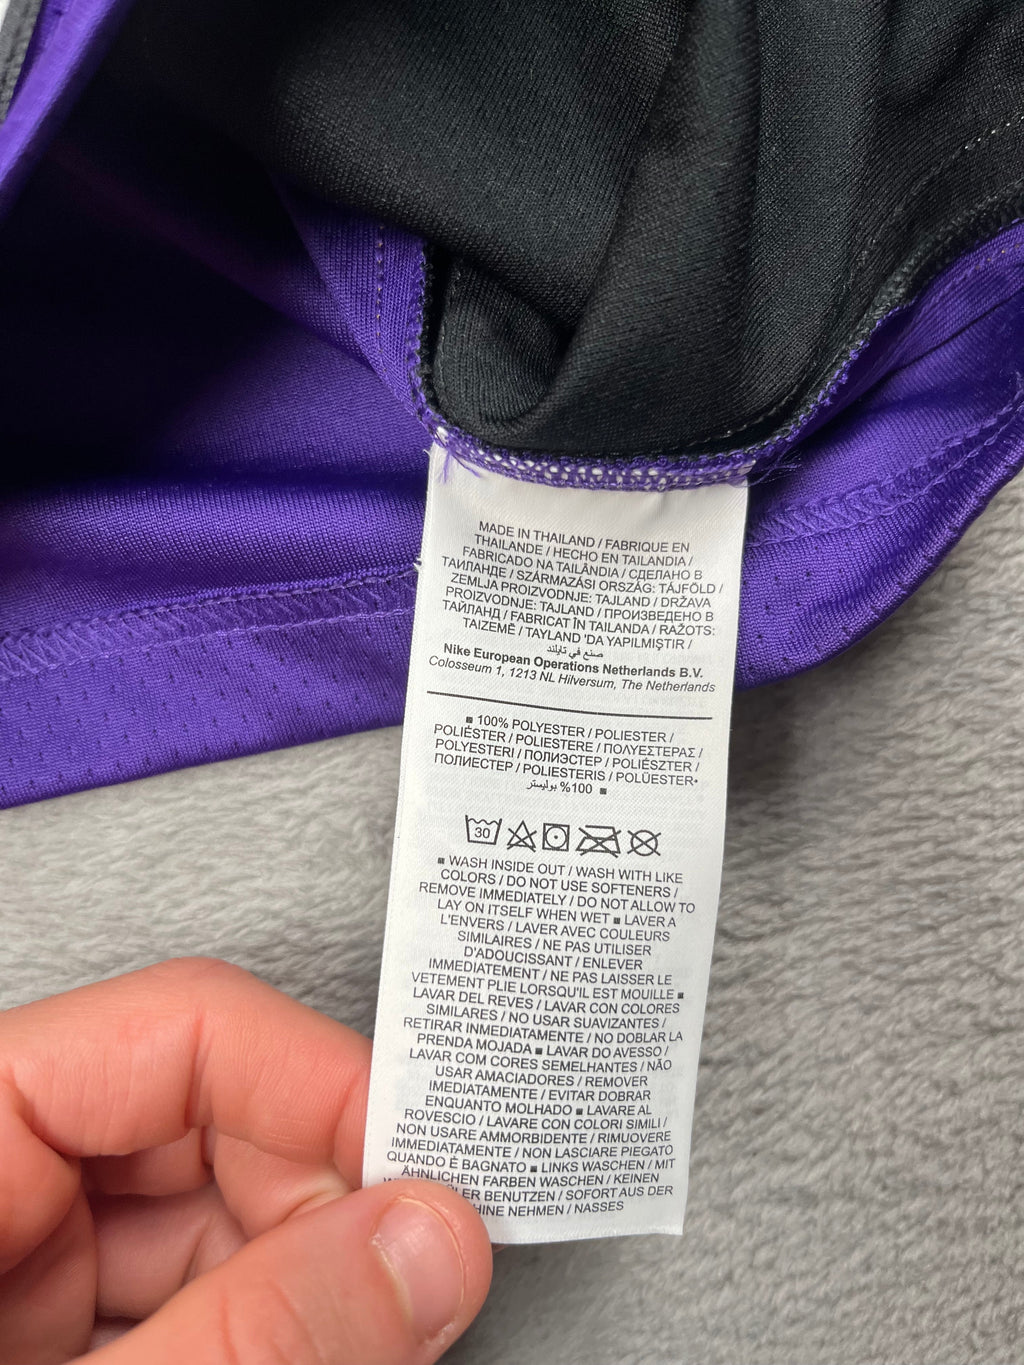 MADE IN THAILAND / FABRIQUE EN
THAILANDE / HECHO EN TAILANDIA /
FABRICADO NA TAILÂNDIA / СДЕЛАНО В
ТАИЛАНДЕ / SZÁRMAZÁSI ORSZÁG: TÁJFÖLD /
ZEMLJA PROIZVODNJE: TAJLAND / DRŽAVA
PROIZVODNJE: TAJLAND / ПРОИЗВЕДЕНО В
ТАЙЛАНД / FABRICAT ÎN TAILANDA / RAŽOTS:
TAIZEMĒ / TAYLAND 'DA YAPILMIŞTIR /
صنع في تايلند
Nike European Operations Netherlands B.V.
Colosseum 1, 1213 NL Hilversum, The Netherlands
■ 100% POLYESTER / POLIESTER /
POLIÉSTER / POLIESTERE / ΠΟΛΥΕΣΤΕΡΑΣ /
POLYESTERI / ПОЛИЭСТЕР / POLIÉSZTER /
ПОЛИЕСТЕР / POLIESTERIS / POLÜESTER•
%100 بوليستر ■
30
■ WASH INSIDE OUT / WASH WITH LIKE
COLORS / DO NOT USE SOFTENERS /
REMOVE IMMEDIATELY / DO NOT ALLOW TO
LAY ON ITSELF WHEN WET ■ LAVER A
L'ENVERS / LAVER AVEC COULEURS
SIMILAIRES / NE PAS UTILISER
D'ADOUCISSANT / ENLEVER
IMMEDIATEMENT / NE PAS LAISSER LE
VETEMENT PLIE LORSQU'IL EST MOUILLE ■
LAVAR DEL REVES / LAVAR CON COLORES
SIMILARES / NO USAR SUAVIZANTES /
RETIRAR INMEDIATAMENTE / NO DOBLAR LA
PRENDA MOJADA ■ LAVAR DO AVESSO /
LAVAR COM CORES SEMELHANTES / NÃO
USAR AMACIADORES / REMOVER
IMEDIATAMENTE / EVITAR DOBRAR
ENQUANTO MOLHADO ■ LAVARE AL
ROVESCIO / LAVARE CON COLORI SIMILI /
NON USARE AMMORBIDENTE / RIMUOVERE
IMMEDIATAMENTE / NON LASCIARE PIEGATO
QUANDO È BAGNATO ■ LINKS WASCHEN / MIT
ÄHNLICHEN FARBEN WASCHEN / KEINEN
BENUTZEN / SOFORT AUS DER
NEHMEN / NASSES